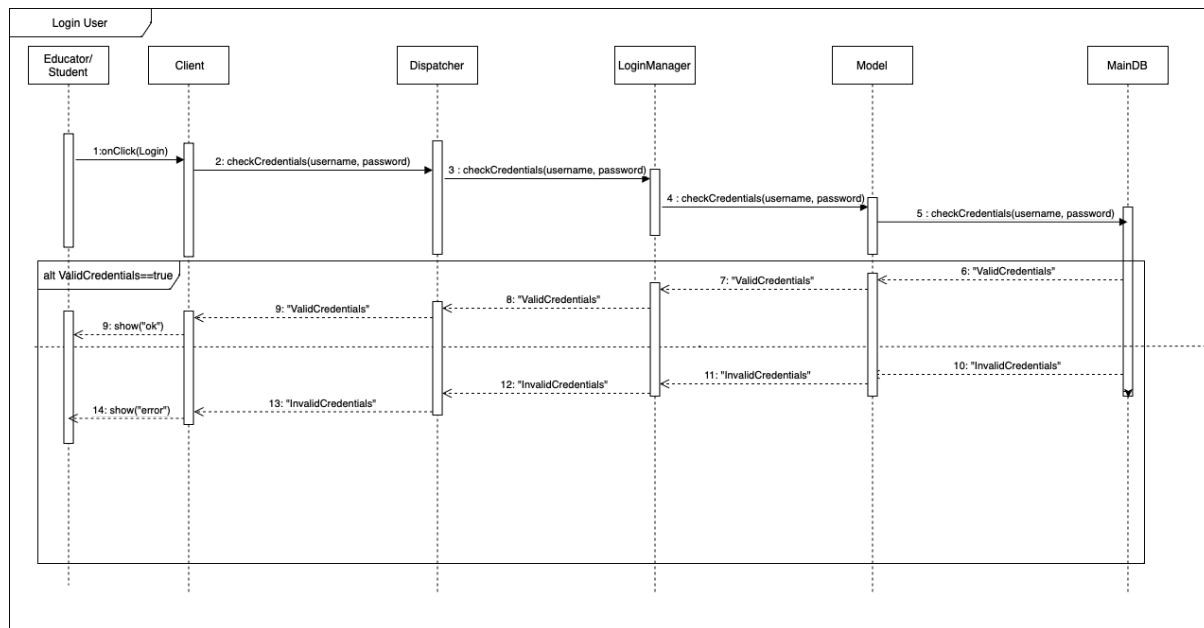 Login User
Educator/
Student
Client
Dispatcher
LoginManager
Model
MainDB
1:onClick(Login)
2: checkCredentials(username, password)
3 : checkCredentials(username, password)
4 : checkCredentials(username, password)
5 : checkCredentials(username, password)
alt ValidCredentials==true
6: "ValidCredentials"
7: "ValidCredentials"
8: "ValidCredentials"
9: "ValidCredentials"
9: show("ok")
10: "InvalidCredentials"
11: "InvalidCredentials"
12: "InvalidCredentials"
13: "InvalidCredentials"
14: show("error")